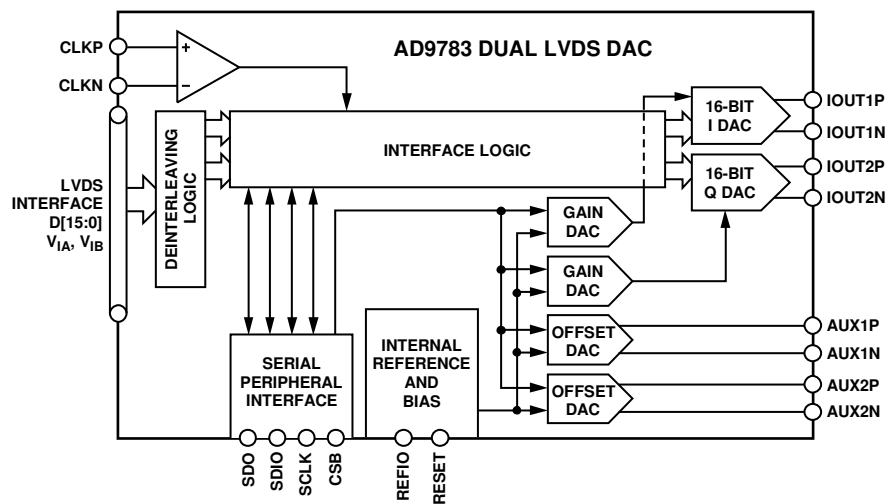 AD9783 DUAL LVDS DAC
CLKP
CLKN
+
–
LVDS
INTERFACE
D[15:0]
VIA, VIB
DEINTERLEAVING
LOGIC
INTERFACE LOGIC
16-BIT
I DAC
16-BIT
Q DAC
IOUT1P
IOUT1N
IOUT2P
IOUT2N
GAIN
DAC
GAIN
DAC
OFFSET
DAC
OFFSET
DAC
AUX1P
AUX1N
AUX2P
AUX2N
SERIAL
PERIPHERAL
INTERFACE
INTERNAL
REFERENCE
AND
BIAS
SDO
SDIO
SCLK
CSB
REFIO
RESET